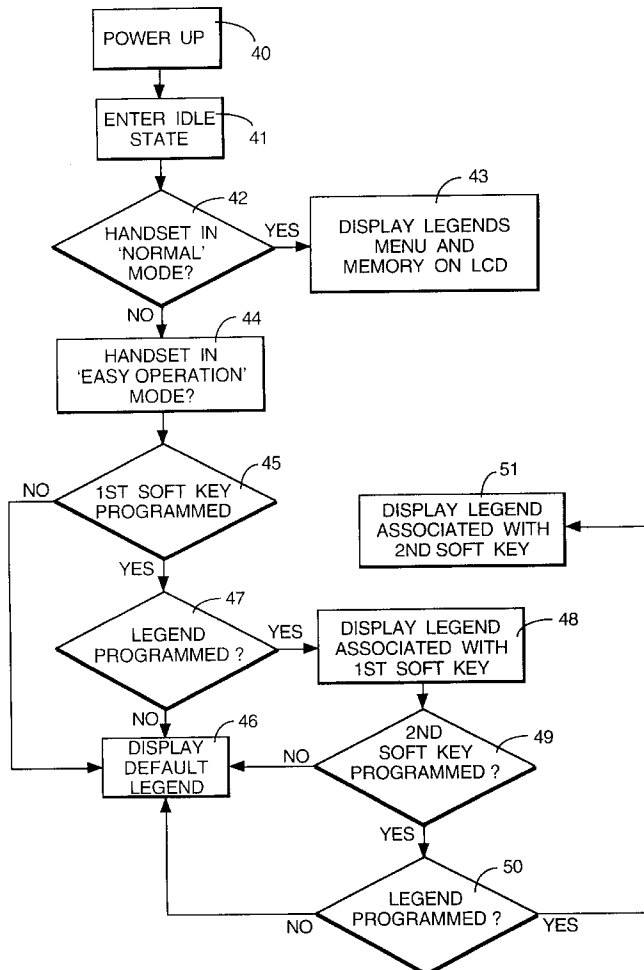 POWER UP
40
ENTER IDLE
STATE
41
42
HANDSET IN
'NORMAL'
MODE?
YES
NO
43
DISPLAY LEGENDS
MENU AND
MEMORY ON LCD
44
HANDSET IN
'EASY OPERATION'
MODE?
45
NO
1ST SOFT KEY
PROGRAMMED
YES
51
DISPLAY LEGEND
ASSOCIATED WITH
2ND SOFT KEY
47
LEGEND
PROGRAMMED ?
YES
NO
48
DISPLAY LEGEND
ASSOCIATED WITH
1ST SOFT KEY
46
DISPLAY
DEFAULT
LEGEND
2ND
SOFT KEY
PROGRAMMED ?
49
NO
YES
50
LEGEND
PROGRAMMED ?
NO
YES